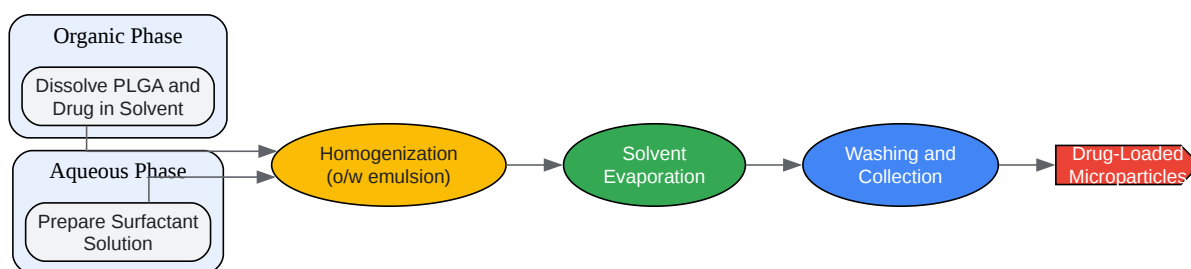 Organic Phase
Dissolve PLGA and
Drug in Solvent
Aqueous Phase
Prepare Surfactant
Solution
Homogenization
(o/w emulsion)
Solvent
Evaporation
Washing and
Collection
Drug-Loaded
Microparticles